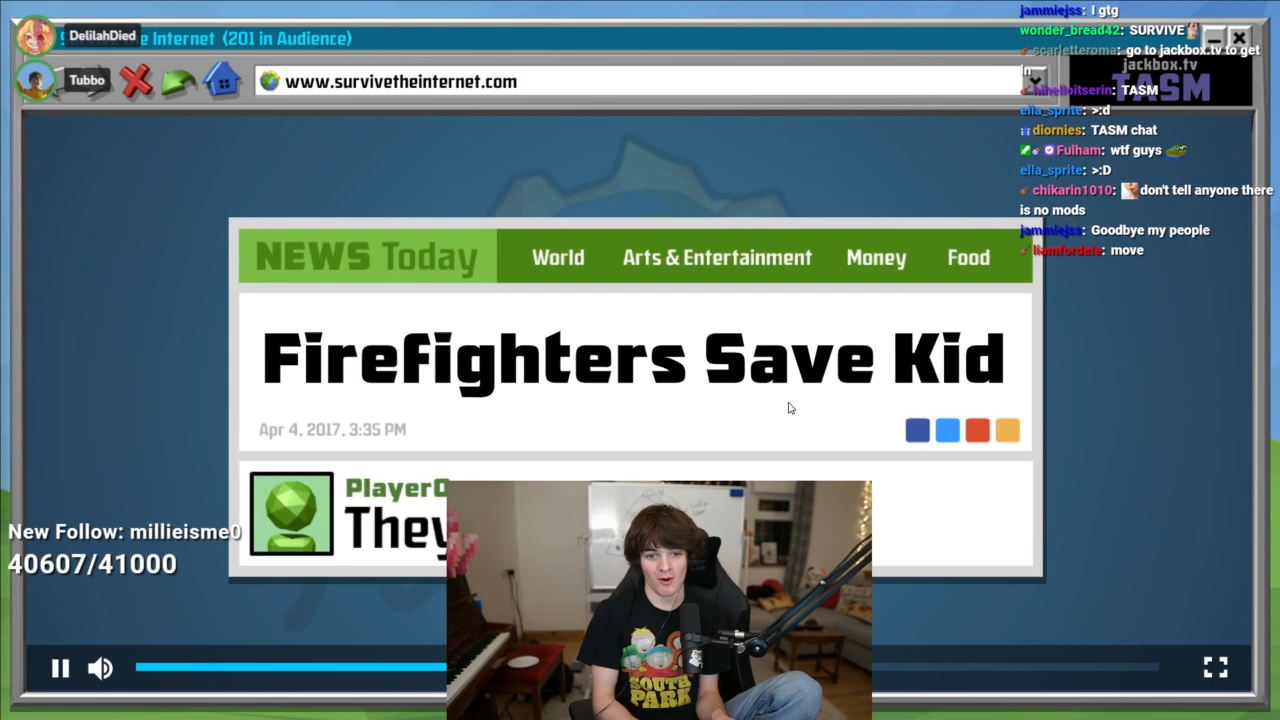 DelilahDied
Internet (201 in Audience)
Tubbo
www.survivetheinternet.com
jackbox.tv
TASM
NEWS Today
World
Arts & Entertainment
Money
Food
Firefighters Save Kid
Apr 4, 2017, 3:35 PM
They
New Follow: millieisme0
40607/41000
SOUTH
PARK
jammiejss: I gtg
wonder_bread42: SURVIVE
scarletteroma: go to jackbox.tv to get
in
hihelloitserin: TASM
ella_sprite: >:d
diornies: TASM chat
Fulham: wtf guys
ella_sprite: >:D
chikarin1010: don't tell anyone there
is no mods
jammiejss: Goodbye my people
liamfordele: move